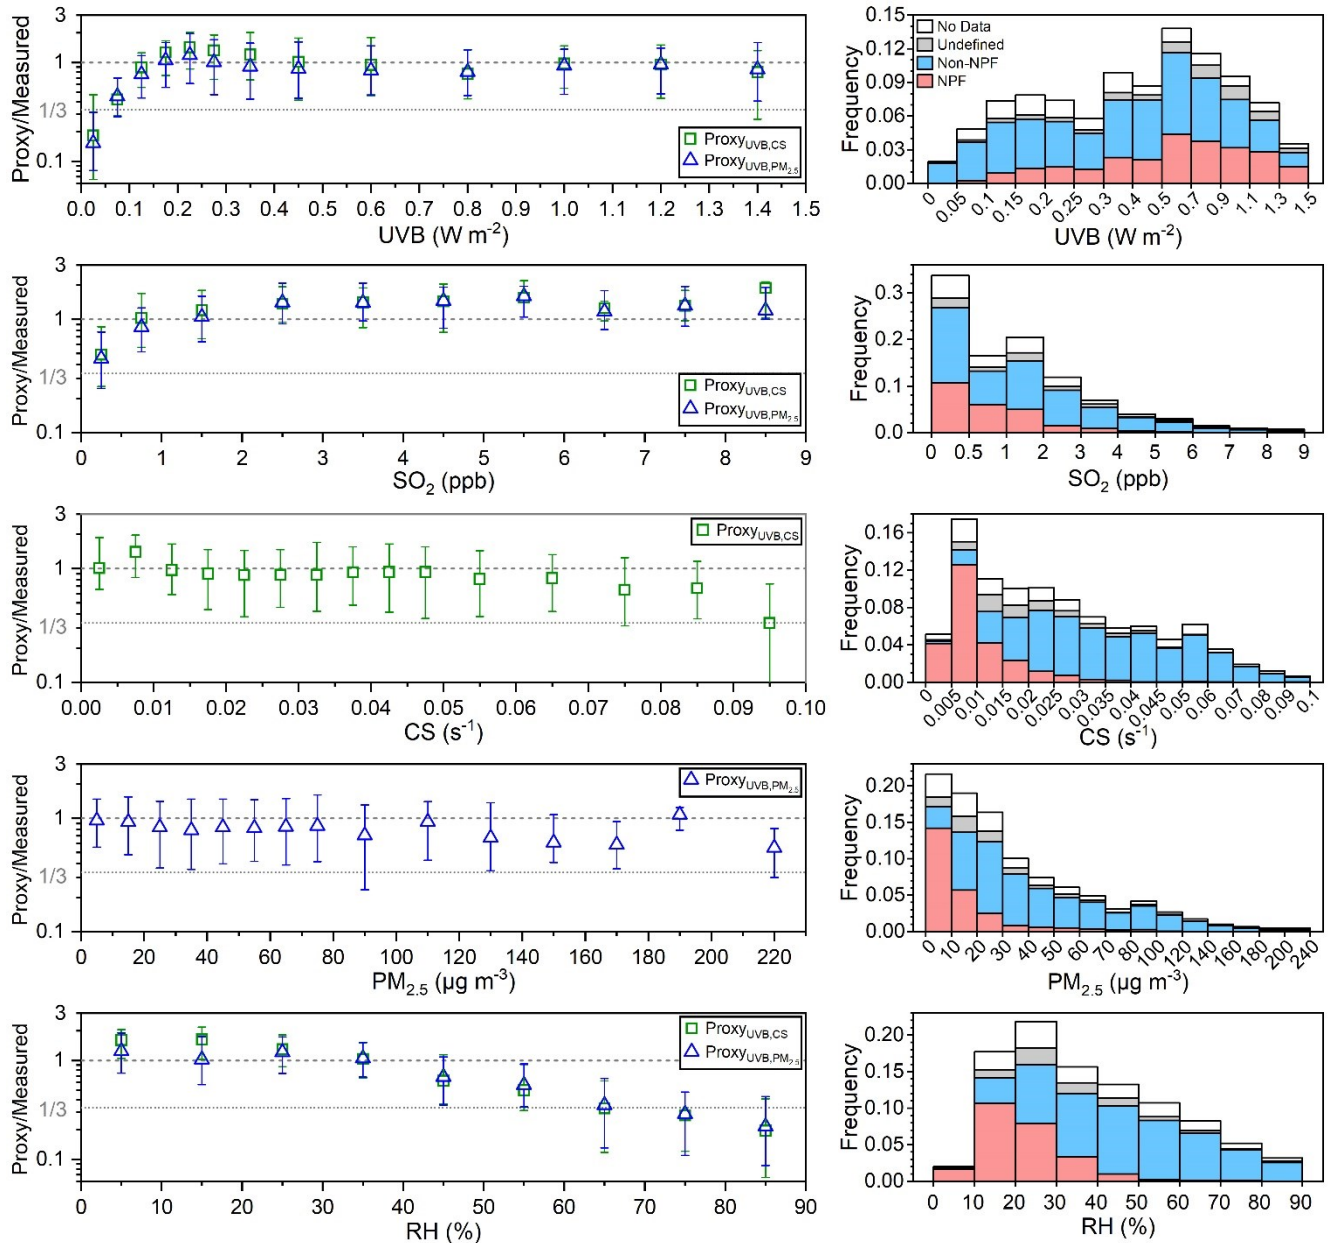 3
1
1/3
0.1
Proxy/Measured
Proxy_UVB,CS
Proxy_UVB,PM2.5
0.0 0.1 0.2 0.3 0.4 0.5 0.6 0.7 0.8 0.9 1.0 1.1 1.2 1.3 1.4 1.5
UVB (W m⁻²)
0.15
0.12
0.09
0.06
0.03
0.00
Frequency
No Data
Undefined
Non-NPF
NPF
0 0.05 0.1 0.15 0.2 0.25 0.3 0.4 0.5 0.7 0.9 1.1 1.3 1.5
UVB (W m⁻²)
3
1
1/3
0.1
Proxy/Measured
Proxy_UVB,CS
Proxy_UVB,PM2.5
0 1 2 3 4 5 6 7 8 9
SO₂ (ppb)
0.3
0.2
0.1
0.0
Frequency
0 0.5 1 2 3 4 5 6 7 8 9
SO₂ (ppb)
3
1
1/3
0.1
Proxy/Measured
Proxy_UVB,CS
0.00 0.01 0.02 0.03 0.04 0.05 0.06 0.07 0.08 0.09 0.10
CS (s⁻¹)
0.16
0.12
0.08
0.04
0.00
Frequency
0 0.005 0.01 0.015 0.02 0.025 0.03 0.035 0.04 0.045 0.05 0.06 0.07 0.08 0.09 0.1
CS (s⁻¹)
3
1
1/3
0.1
Proxy/Measured
Proxy_UVB,PM2.5
0 20 40 60 80 100 120 140 160 180 200 220
PM₂.₅ (µg m⁻³)
0.20
0.15
0.10
0.05
0.00
Frequency
0 10 20 30 40 50 60 70 80 100 120 140 160 180 200 240
PM₂.₅ (µg m⁻³)
3
1
1/3
0.1
Proxy/Measured
Proxy_UVB,CS
Proxy_UVB,PM2.5
0 10 20 30 40 50 60 70 80 90
RH (%)
0.20
0.15
0.10
0.05
0.00
Frequency
0 10 20 30 40 50 60 70 80 90
RH (%)